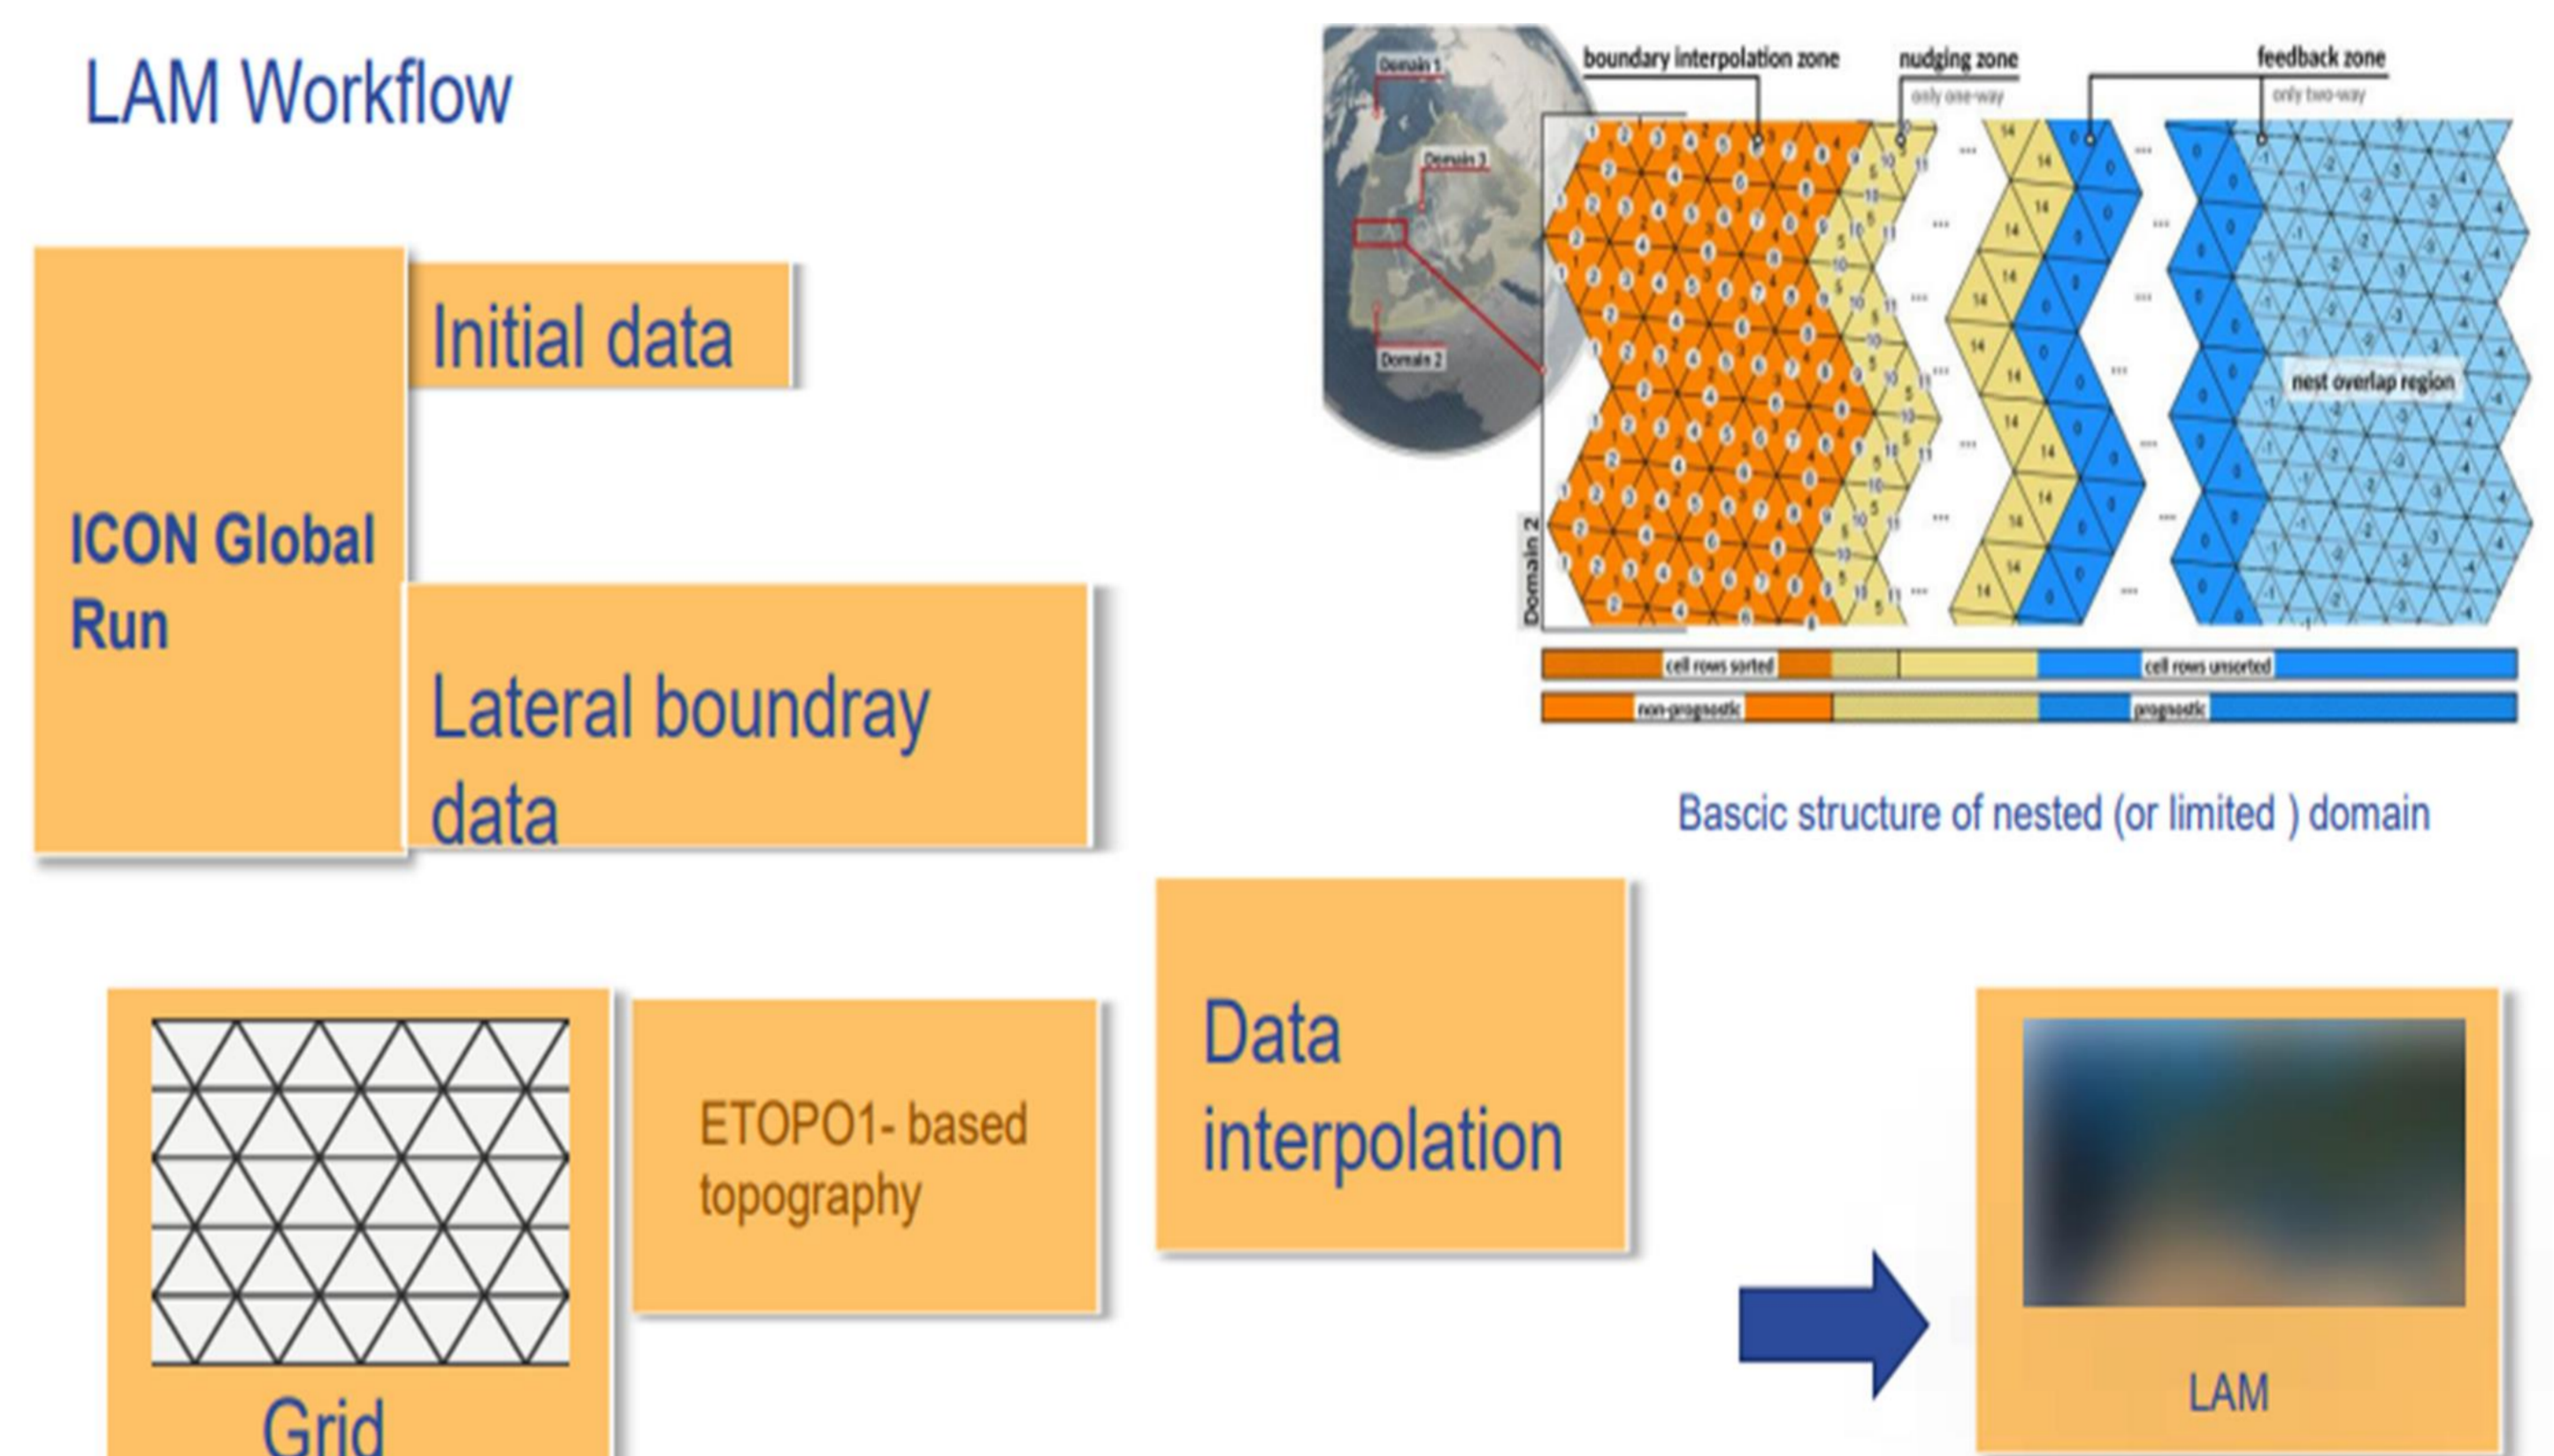 LAM Workflow
Initial data
ICON Global
Run
Lateral boundray
data
Domain 1
Domain 3
Domain 2
boundary interpolation zone
nudging zone
only one-way
feedback zone
only two-way
nest overlap region
Domain 2
cell rows sorted
cell rows unsorted
non-prognostic
prognostic
Bascic structure of nested (or limited ) domain
Grid
ETOPO1- based
topography
Data
interpolation
LAM